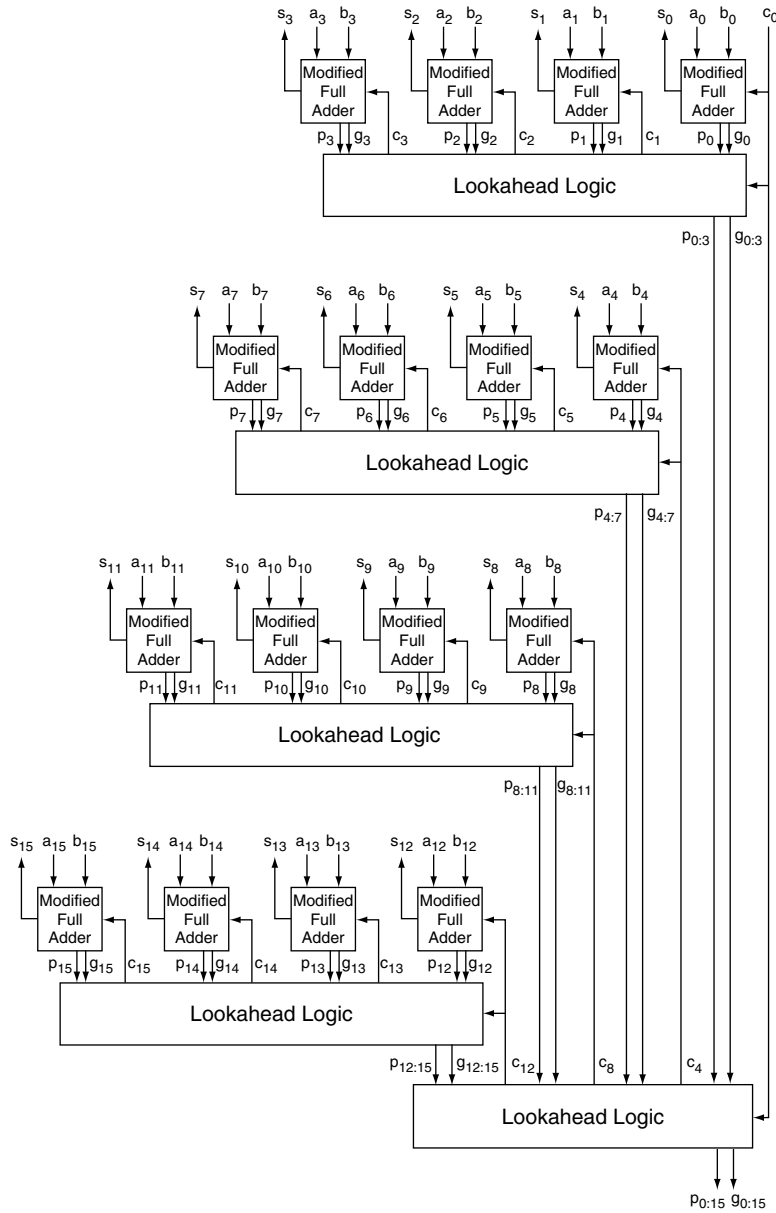 s3 a3 b3 s2 a2 b2 s1 a1 b1 s0 a0 b0 c0
Modified Full Adder
Modified Full Adder
Modified Full Adder
Modified Full Adder
p3 g3 c3 p2 g2 c2 p1 g1 c1 p0 g0
Lookahead Logic
p0:3 g0:3
s7 a7 b7 s6 a6 b6 s5 a5 b5 s4 a4 b4
Modified Full Adder
Modified Full Adder
Modified Full Adder
Modified Full Adder
p7 g7 c7 p6 g6 c6 p5 g5 c5 p4 g4
Lookahead Logic
p4:7 g4:7
s11 a11 b11 s10 a10 b10 s9 a9 b9 s8 a8 b8
Modified Full Adder
Modified Full Adder
Modified Full Adder
Modified Full Adder
p11 g11 c11 p10 g10 c10 p9 g9 c9 p8 g8
Lookahead Logic
p8:11 g8:11
s15 a15 b15 s14 a14 b14 s13 a13 b13 s12 a12 b12
Modified Full Adder
Modified Full Adder
Modified Full Adder
Modified Full Adder
p15 g15 c15 p14 g14 c14 p13 g13 c13 p12 g12
Lookahead Logic
p12:15 g12:15 c12 c8 c4
Lookahead Logic
p0:15 g0:15